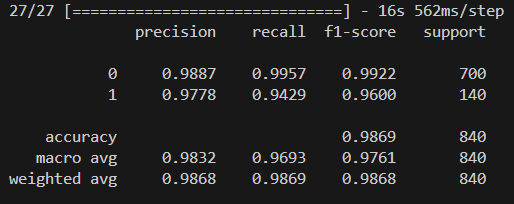 27/27 [==============================] - 16s 562ms/step
precision recall f1-score support
0 0.9887 0.9957 0.9922 700
1 0.9778 0.9429 0.9600 140
accuracy 0.9869 840
macro avg 0.9832 0.9693 0.9761 840
weighted avg 0.9868 0.9869 0.9868 840